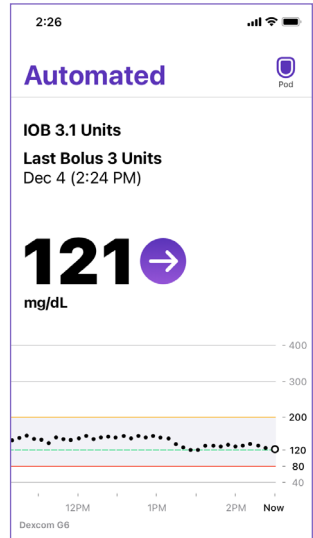 2:26
Automated
Pod
IOB 3.1 Units
Last Bolus 3 Units
Dec 4 (2:24 PM)
121
mg/dL
- 400
- 300
- 200
- 120
- 80
- 40
12PM 1PM 2PM Now
Dexcom G6